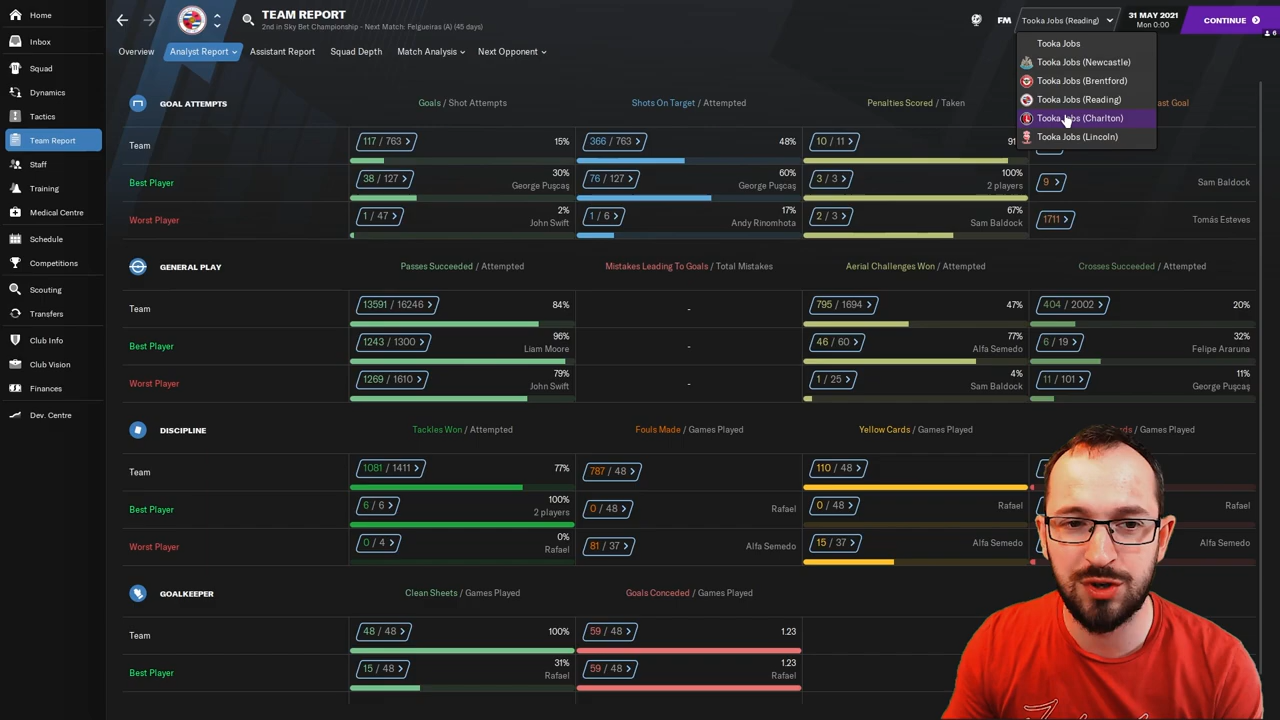 TEAM REPORT
2nd in Sky Bet Championship - Next Match: Felgueiras (A) (45 days)
FM
Tooka Jobs (Reading)
31 MAY 2021
Mon 0:00
CONTINUE
6
Tooka Jobs
Tooka Jobs (Newcastle)
Tooka Jobs (Brentford)
Tooka Jobs (Reading)
Tooka Jobs (Charlton)
Tooka Jobs (Lincoln)
Home
Inbox
Squad
Dynamics
Tactics
Team Report
Staff
Training
Medical Centre
Schedule
Competitions
Scouting
Transfers
Club Info
Club Vision
Finances
Dev. Centre
Overview
Analyst Report
Assistant Report
Squad Depth
Match Analysis
Next Opponent
GOAL ATTEMPTS
Goals / Shot Attempts
Shots On Target / Attempted
Penalties Scored / Taken
ast Goal
Team
117 / 763
15%
366 / 763
48%
10 / 11
91
Best Player
38 / 127
30%
George Pușcaș
76 / 127
60%
George Pușcaș
3 / 3
100%
2 players
9
Sam Baldock
Worst Player
1 / 47
2%
John Swift
1 / 6
17%
Andy Rinomhota
2 / 3
67%
Sam Baldock
1711
Tomás Esteves
GENERAL PLAY
Passes Succeeded / Attempted
Mistakes Leading To Goals / Total Mistakes
Aerial Challenges Won / Attempted
Crosses Succeeded / Attempted
Team
13591 / 16246
84%
-
795 / 1694
47%
404 / 2002
20%
Best Player
1243 / 1300
96%
Liam Moore
-
46 / 60
77%
Alfa Semedo
6 / 19
32%
Felipe Araruna
Worst Player
1269 / 1610
79%
John Swift
-
1 / 25
4%
Sam Baldock
11 / 101
11%
George Pușcaș
DISCIPLINE
Tackles Won / Attempted
Fouls Made / Games Played
Yellow Cards / Games Played
/ Games Played
Team
1081 / 1411
77%
787 / 48
110 / 48
Best Player
6 / 6
100%
2 players
0 / 48
Rafael
0 / 48
Rafael
Rafael
Worst Player
0 / 4
0%
Rafael
81 / 37
Alfa Semedo
15 / 37
Alfa Semedo
Alfa Semedo
GOALKEEPER
Clean Sheets / Games Played
Goals Conceded / Games Played
Team
48 / 48
100%
59 / 48
1.23
Best Player
15 / 48
31%
Rafael
59 / 48
1.23
Rafael